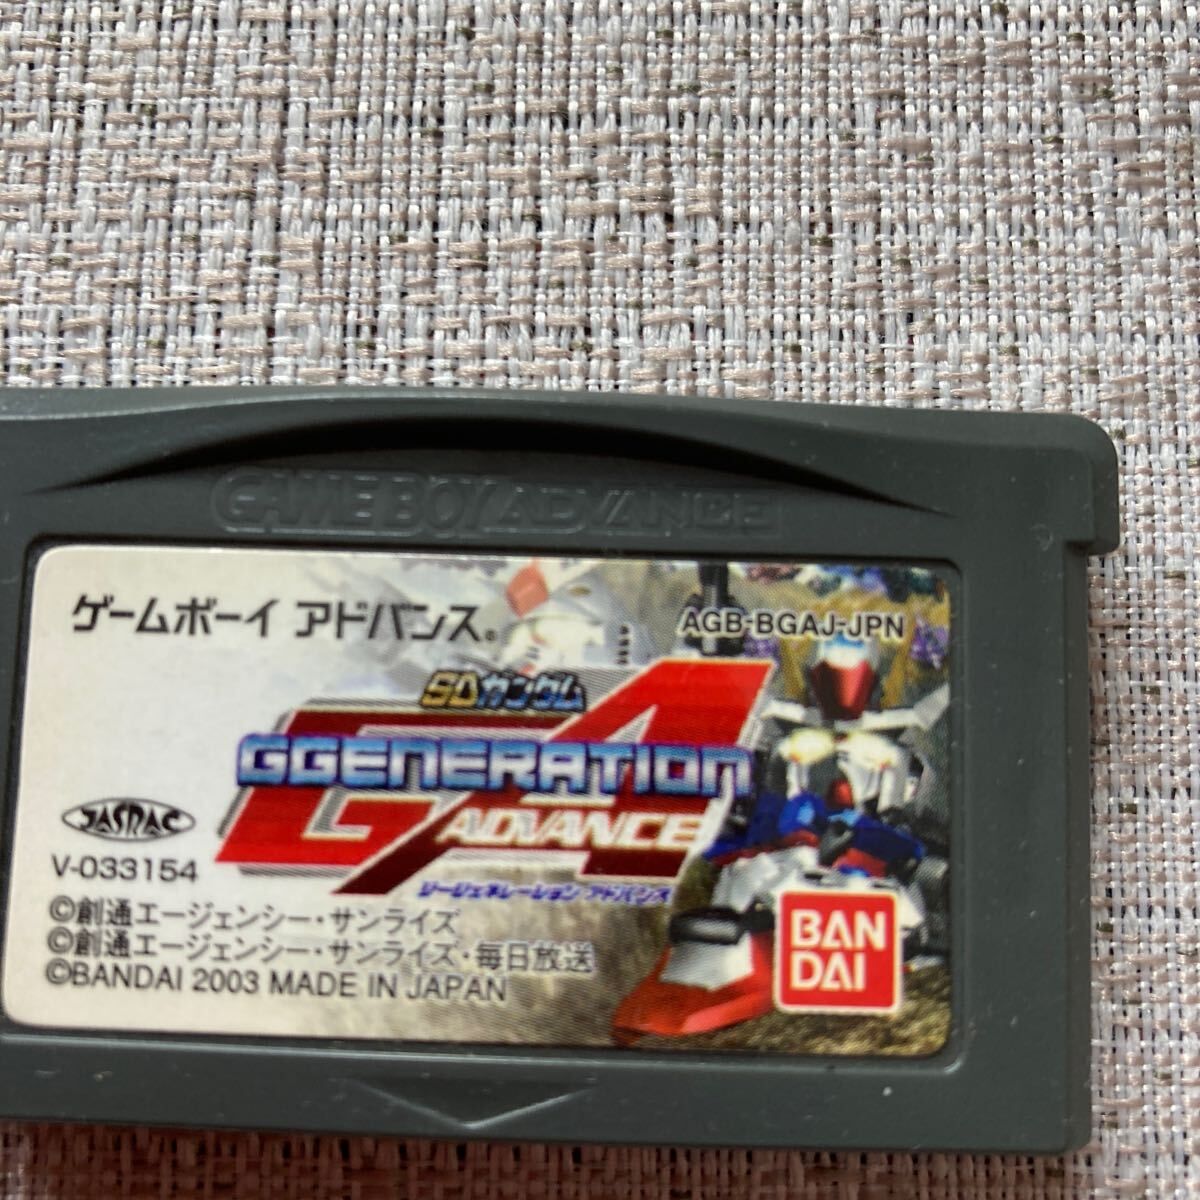 GAME BOY ADVANCE
ゲームボーイ アドバンス®
AGB-BGAJ-JPN
SDガンダム
GGENERATION
ADVANCE
ジージェネレーション・アドバンス
JASRAC
V-033154
©創通エージェンシー・サンライズ
©創通エージェンシー・サンライズ・毎日放送
©BANDAI 2003 MADE IN JAPAN
BAN
DAI